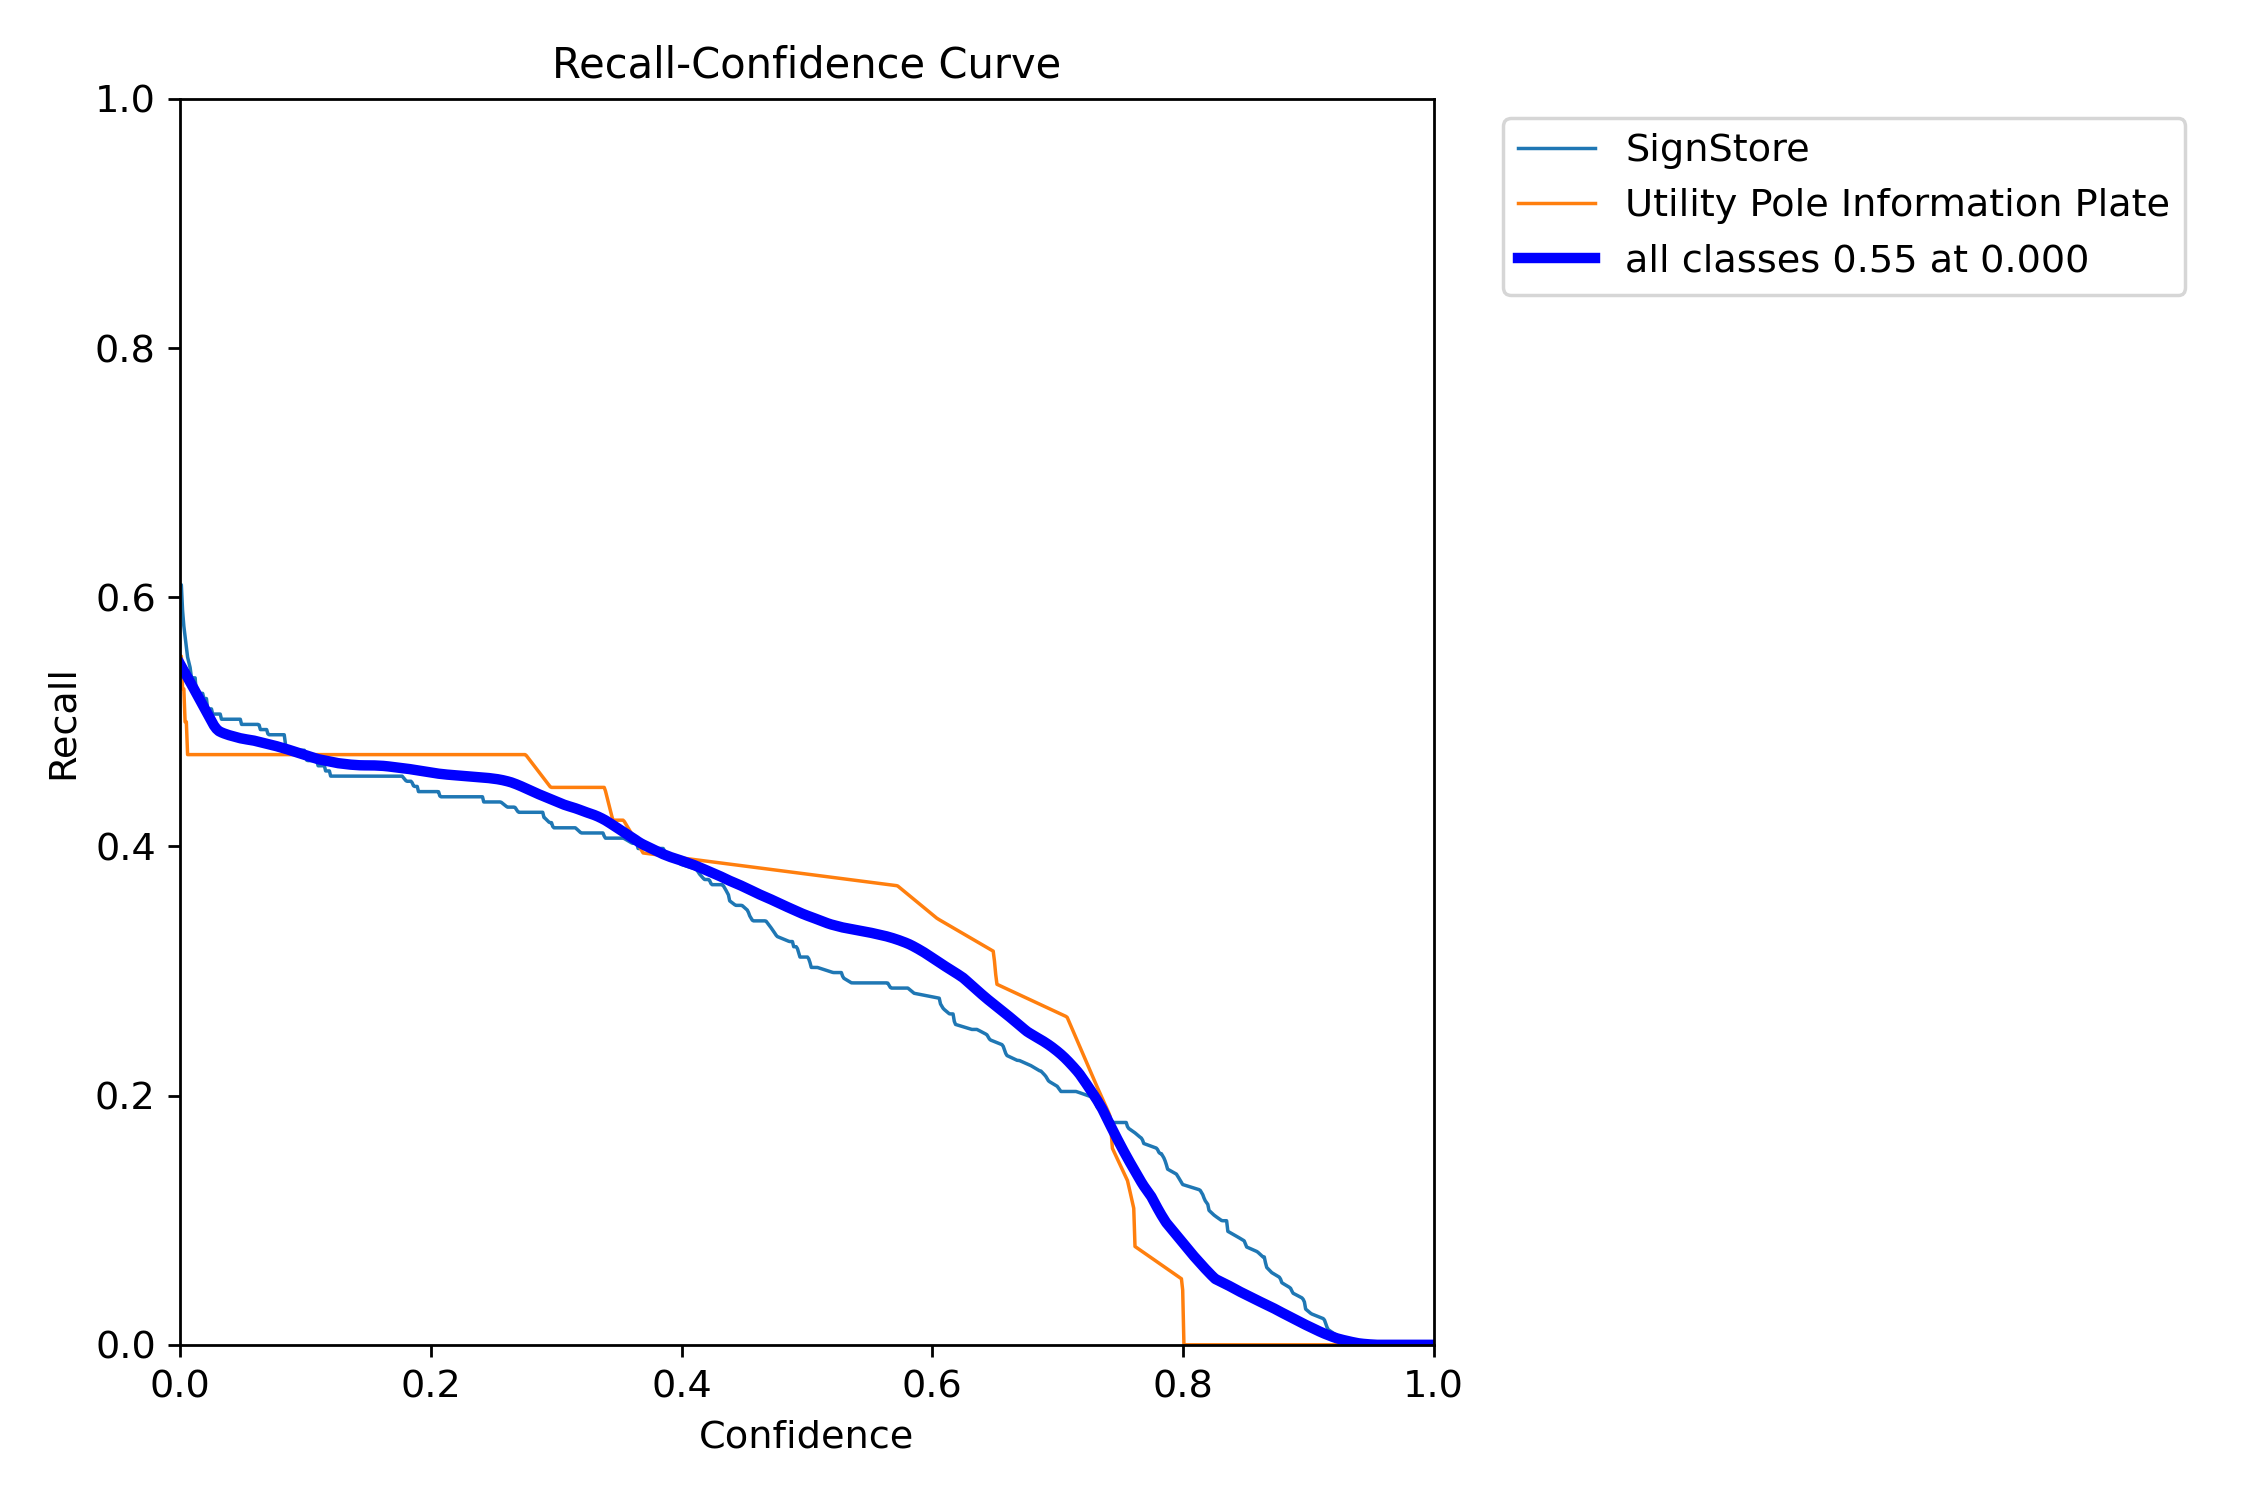 Recall-Confidence Curve
1.0
0.8
0.6
0.4
0.2
0.0
Recall
0.0 0.2 0.4 0.6 0.8 1.0
Confidence
SignStore
Utility Pole Information Plate
all classes 0.55 at 0.000